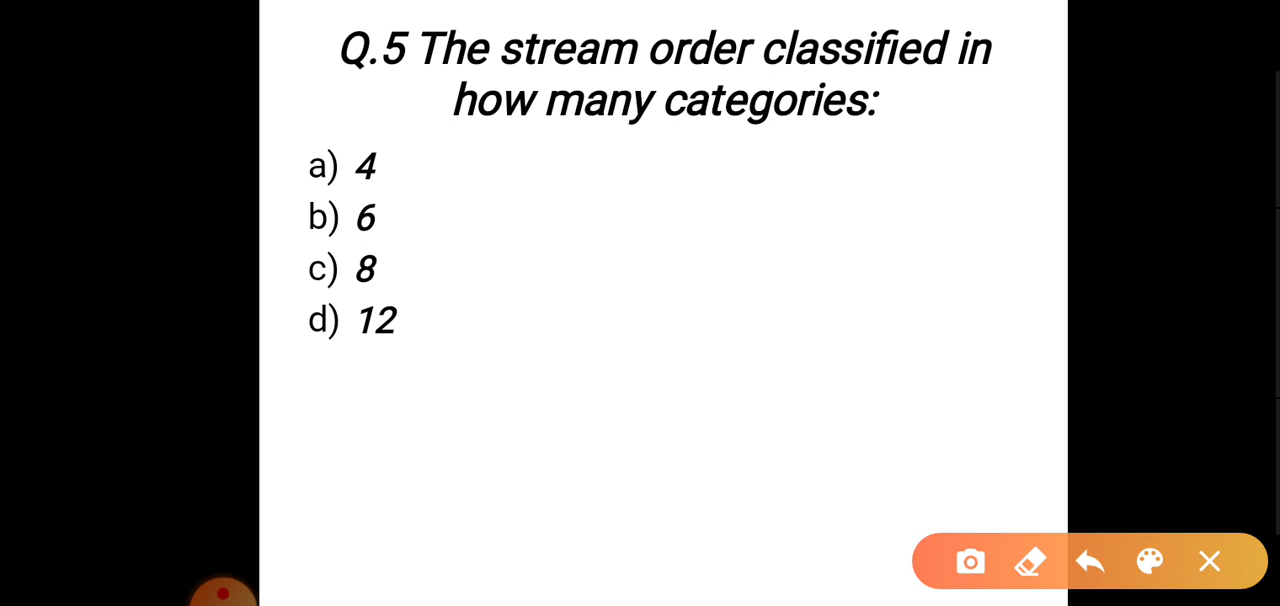 Q.5 The stream order classified in
how many categories:
a) 4
b) 6
c) 8
d) 12